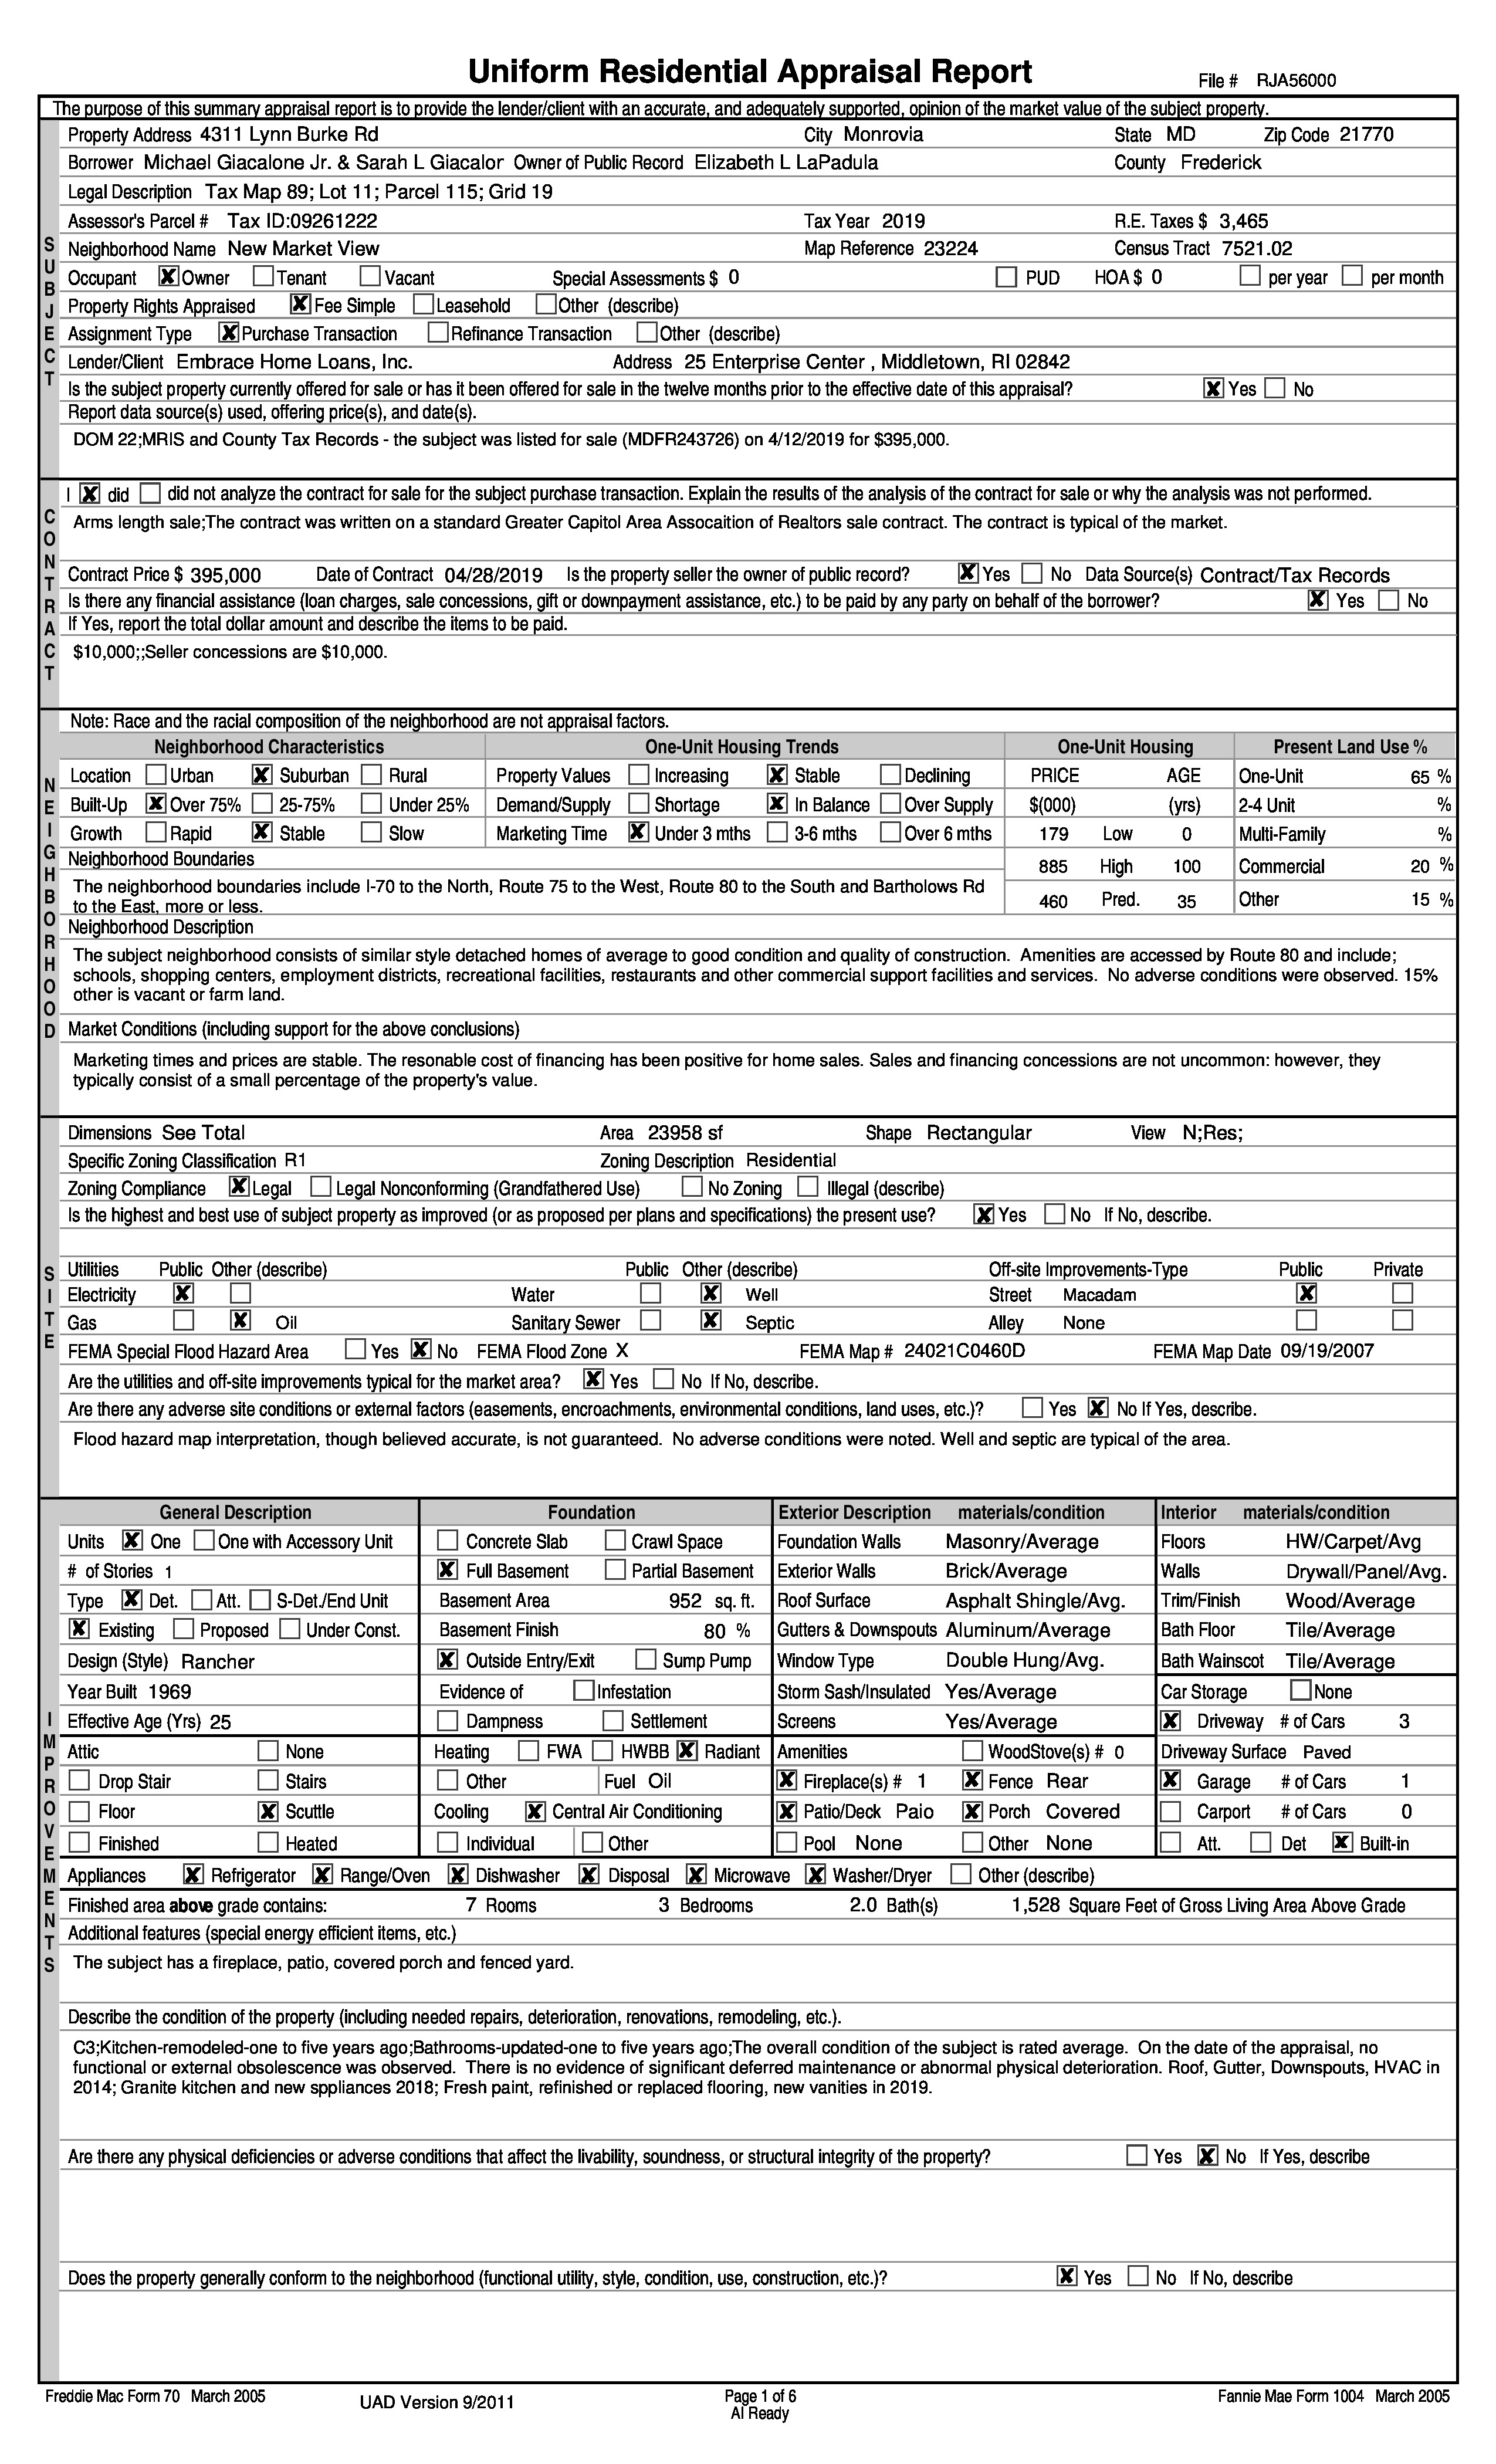 Uniform Residential Appraisal Report
File # RJA56000
The purpose of this summary appraisal report is to provide the lender/client with an accurate, and adequately supported, opinion of the market value of the subject property.
SUBJECT
Property Address 4311 Lynn Burke Rd City Monrovia State MD Zip Code 21770
Borrower Michael Giacalone Jr. & Sarah L Giacalor Owner of Public Record Elizabeth L LaPadula County Frederick
Legal Description Tax Map 89; Lot 11; Parcel 115; Grid 19
Assessor's Parcel # Tax ID:09261222 Tax Year 2019 R.E. Taxes $ 3,465
Neighborhood Name New Market View Map Reference 23224 Census Tract 7521.02
Occupant X Owner Tenant Vacant Special Assessments $ 0 PUD HOA $ 0 per year per month
Property Rights Appraised X Fee Simple Leasehold Other (describe)
Assignment Type X Purchase Transaction Refinance Transaction Other (describe)
Lender/Client Embrace Home Loans, Inc. Address 25 Enterprise Center , Middletown, RI 02842
Is the subject property currently offered for sale or has it been offered for sale in the twelve months prior to the effective date of this appraisal? X Yes No
Report data source(s) used, offering price(s), and date(s).
DOM 22;MRIS and County Tax Records - the subject was listed for sale (MDFR243726) on 4/12/2019 for $395,000.
CONTRACT
I X did did not analyze the contract for sale for the subject purchase transaction. Explain the results of the analysis of the contract for sale or why the analysis was not performed.
Arms length sale;The contract was written on a standard Greater Capitol Area Assocaition of Realtors sale contract. The contract is typical of the market.
Contract Price $ 395,000 Date of Contract 04/28/2019 Is the property seller the owner of public record? X Yes No Data Source(s) Contract/Tax Records
Is there any financial assistance (loan charges, sale concessions, gift or downpayment assistance, etc.) to be paid by any party on behalf of the borrower? X Yes No
If Yes, report the total dollar amount and describe the items to be paid.
$10,000;;Seller concessions are $10,000.
NEIGHBORHOOD
Note: Race and the racial composition of the neighborhood are not appraisal factors.
Neighborhood Characteristics One-Unit Housing Trends One-Unit Housing Present Land Use %
Location Urban X Suburban Rural Property Values Increasing X Stable Declining PRICE AGE One-Unit 65 %
Built-Up X Over 75% 25-75% Under 25% Demand/Supply Shortage X In Balance Over Supply $(000) (yrs) 2-4 Unit %
Growth Rapid X Stable Slow Marketing Time X Under 3 mths 3-6 mths Over 6 mths 179 Low 0 Multi-Family %
Neighborhood Boundaries 885 High 100 Commercial 20 %
The neighborhood boundaries include I-70 to the North, Route 75 to the West, Route 80 to the South and Bartholows Rd
to the East, more or less. 460 Pred. 35 Other 15 %
Neighborhood Description
The subject neighborhood consists of similar style detached homes of average to good condition and quality of construction. Amenities are accessed by Route 80 and include;
schools, shopping centers, employment districts, recreational facilities, restaurants and other commercial support facilities and services. No adverse conditions were observed. 15%
other is vacant or farm land.
Market Conditions (including support for the above conclusions)
Marketing times and prices are stable. The resonable cost of financing has been positive for home sales. Sales and financing concessions are not uncommon: however, they
typically consist of a small percentage of the property's value.
SITE
Dimensions See Total Area 23958 sf Shape Rectangular View N;Res;
Specific Zoning Classification R1 Zoning Description Residential
Zoning Compliance X Legal Legal Nonconforming (Grandfathered Use) No Zoning Illegal (describe)
Is the highest and best use of subject property as improved (or as proposed per plans and specifications) the present use? X Yes No If No, describe.
Utilities Public Other (describe) Public Other (describe) Off-site Improvements-Type Public Private
Electricity X Water X Well Street Macadam X
Gas X Oil Sanitary Sewer X Septic Alley None
FEMA Special Flood Hazard Area Yes X No FEMA Flood Zone X FEMA Map # 24021C0460D FEMA Map Date 09/19/2007
Are the utilities and off-site improvements typical for the market area? X Yes No If No, describe.
Are there any adverse site conditions or external factors (easements, encroachments, environmental conditions, land uses, etc.)? Yes X No If Yes, describe.
Flood hazard map interpretation, though believed accurate, is not guaranteed. No adverse conditions were noted. Well and septic are typical of the area.
IMPROVEMENTS
General Description Foundation Exterior Description materials/condition Interior materials/condition
Units X One One with Accessory Unit Concrete Slab Crawl Space Foundation Walls Masonry/Average Floors HW/Carpet/Avg
# of Stories 1 X Full Basement Partial Basement Exterior Walls Brick/Average Walls Drywall/Panel/Avg.
Type X Det. Att. S-Det./End Unit Basement Area 952 sq. ft. Roof Surface Asphalt Shingle/Avg. Trim/Finish Wood/Average
X Existing Proposed Under Const. Basement Finish 80 % Gutters & Downspouts Aluminum/Average Bath Floor Tile/Average
Design (Style) Rancher X Outside Entry/Exit Sump Pump Window Type Double Hung/Avg. Bath Wainscot Tile/Average
Year Built 1969 Evidence of Infestation Storm Sash/Insulated Yes/Average Car Storage None
Effective Age (Yrs) 25 Dampness Settlement Screens Yes/Average X Driveway # of Cars 3
Attic None Heating FWA HWBB X Radiant Amenities WoodStove(s) # 0 Driveway Surface Paved
Drop Stair Stairs Other Fuel Oil X Fireplace(s) # 1 X Fence Rear X Garage # of Cars 1
Floor X Scuttle Cooling X Central Air Conditioning X Patio/Deck Paio X Porch Covered Carport # of Cars 0
Finished Heated Individual Other Pool None Other None Att. Det X Built-in
Appliances X Refrigerator X Range/Oven X Dishwasher X Disposal X Microwave X Washer/Dryer Other (describe)
Finished area above grade contains: 7 Rooms 3 Bedrooms 2.0 Bath(s) 1,528 Square Feet of Gross Living Area Above Grade
Additional features (special energy efficient items, etc.)
The subject has a fireplace, patio, covered porch and fenced yard.
Describe the condition of the property (including needed repairs, deterioration, renovations, remodeling, etc.).
C3;Kitchen-remodeled-one to five years ago;Bathrooms-updated-one to five years ago;The overall condition of the subject is rated average. On the date of the appraisal, no
functional or external obsolescence was observed. There is no evidence of significant deferred maintenance or abnormal physical deterioration. Roof, Gutter, Downspouts, HVAC in
2014; Granite kitchen and new sppliances 2018; Fresh paint, refinished or replaced flooring, new vanities in 2019.
Are there any physical deficiencies or adverse conditions that affect the livability, soundness, or structural integrity of the property? Yes X No If Yes, describe
Does the property generally conform to the neighborhood (functional utility, style, condition, use, construction, etc.)? X Yes No If No, describe
Freddie Mac Form 70 March 2005 UAD Version 9/2011 Page 1 of 6 Fannie Mae Form 1004 March 2005
AI Ready